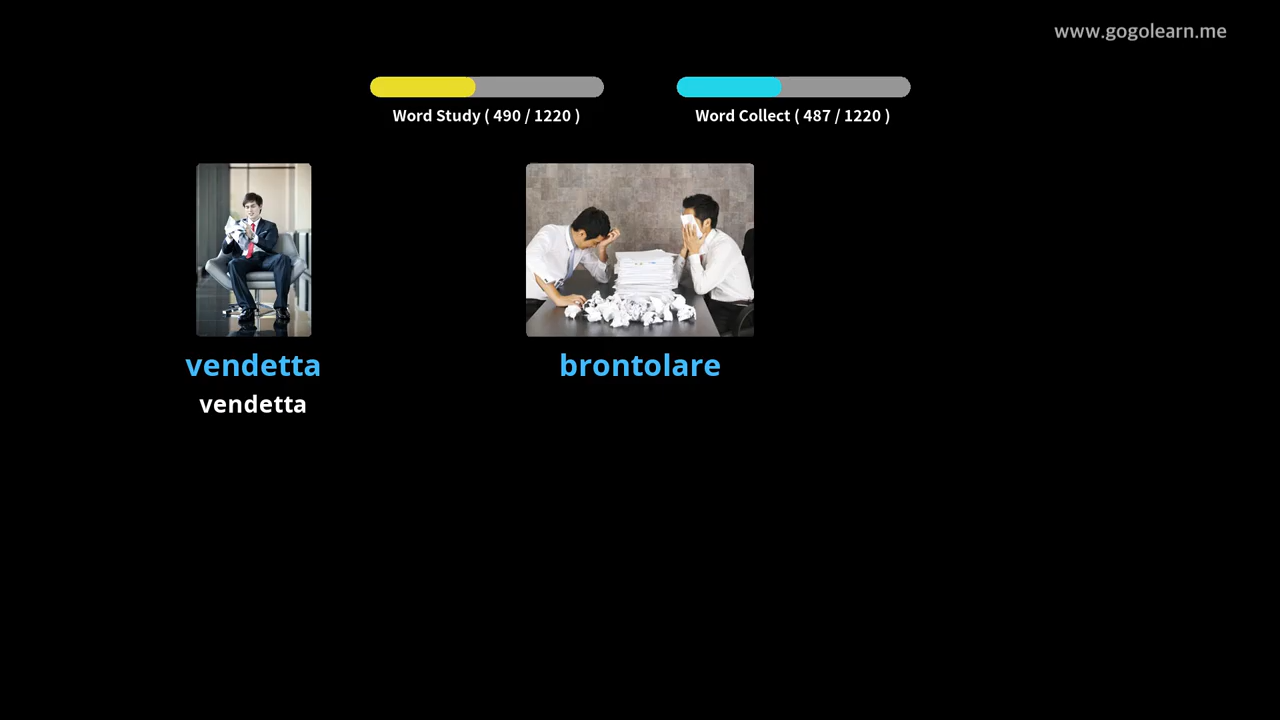 www.gogolearn.me
Word Study ( 490 / 1220 )
Word Collect ( 487 / 1220 )
vendetta
brontolare
vendetta